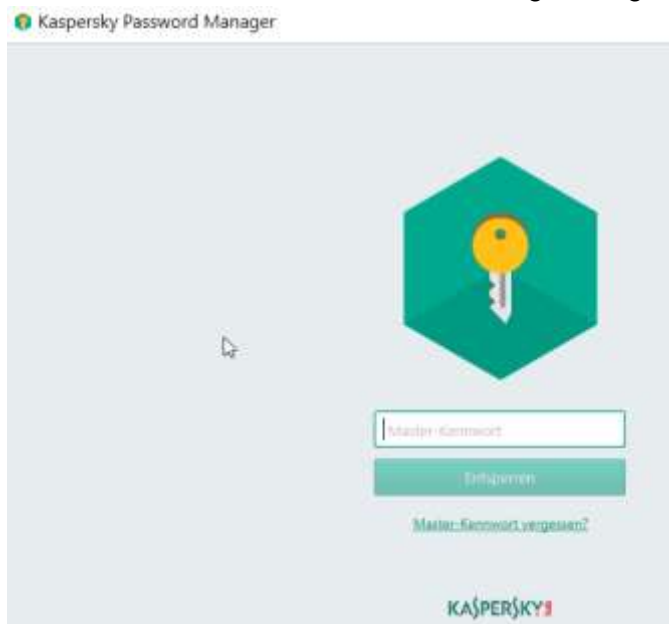 Kaspersky Password Manager
Master-Kennwort
Entsperren
Master-Kennwort vergessen?
KASPERSKY